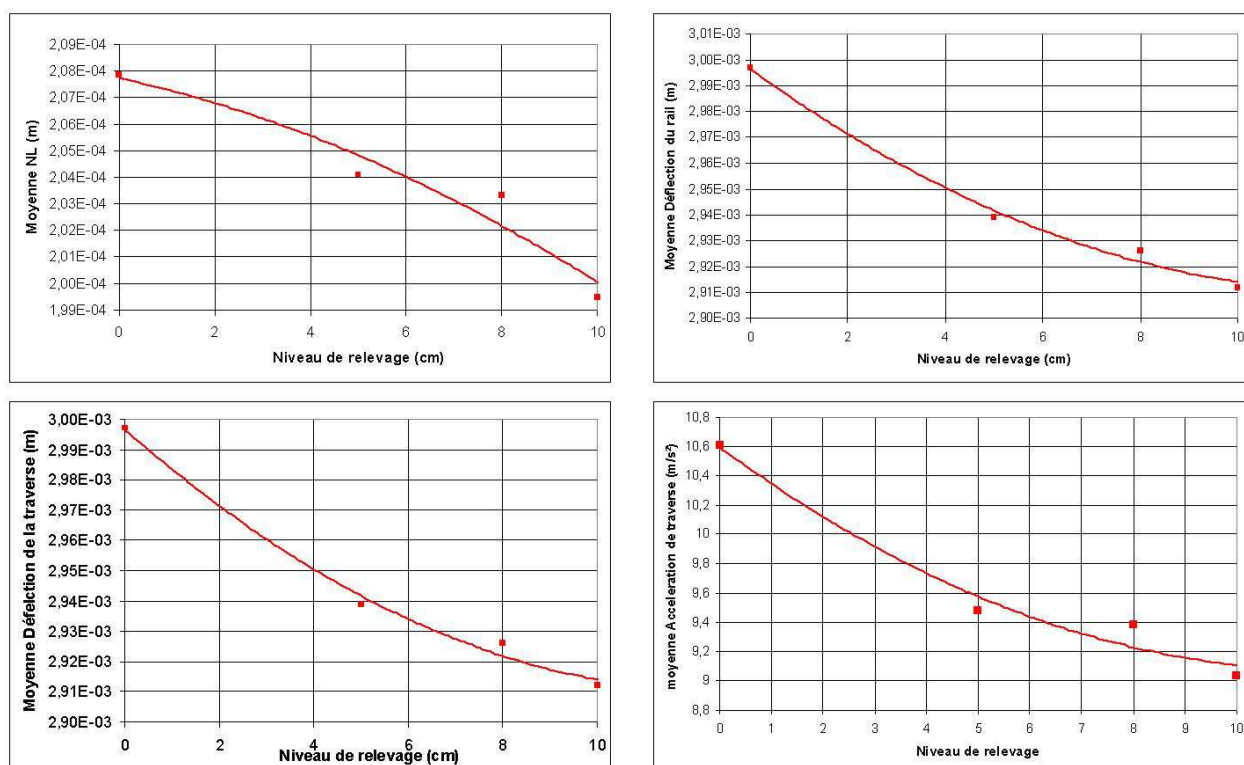 2,09E-04
2,08E-04
2,07E-04
2,06E-04
2,05E-04
2,04E-04
2,03E-04
2,02E-04
2,01E-04
2,00E-04
1,99E-04
Moyenne NL (m)
0 2 4 6 8 10
Niveau de relevage (cm)
3,01E-03
3,00E-03
2,99E-03
2,98E-03
2,97E-03
2,96E-03
2,95E-03
2,94E-03
2,93E-03
2,92E-03
2,91E-03
2,90E-03
Moyenne Déflection du rail (m)
0 2 4 6 8 10
Niveau de relevage (cm)
3,00E-03
2,99E-03
2,98E-03
2,97E-03
2,96E-03
2,95E-03
2,94E-03
2,93E-03
2,92E-03
2,91E-03
2,90E-03
Moyenne Défelction de la traverse (m)
0 2 4 6 8 10
Niveau de relevage (cm)
10,8
10,6
10,4
10,2
10
9,8
9,6
9,4
9,2
9
8,8
moyenne Acceleration de traverse (m/s²)
0 1 2 3 4 5 6 7 8 9 10
Niveau de relevage